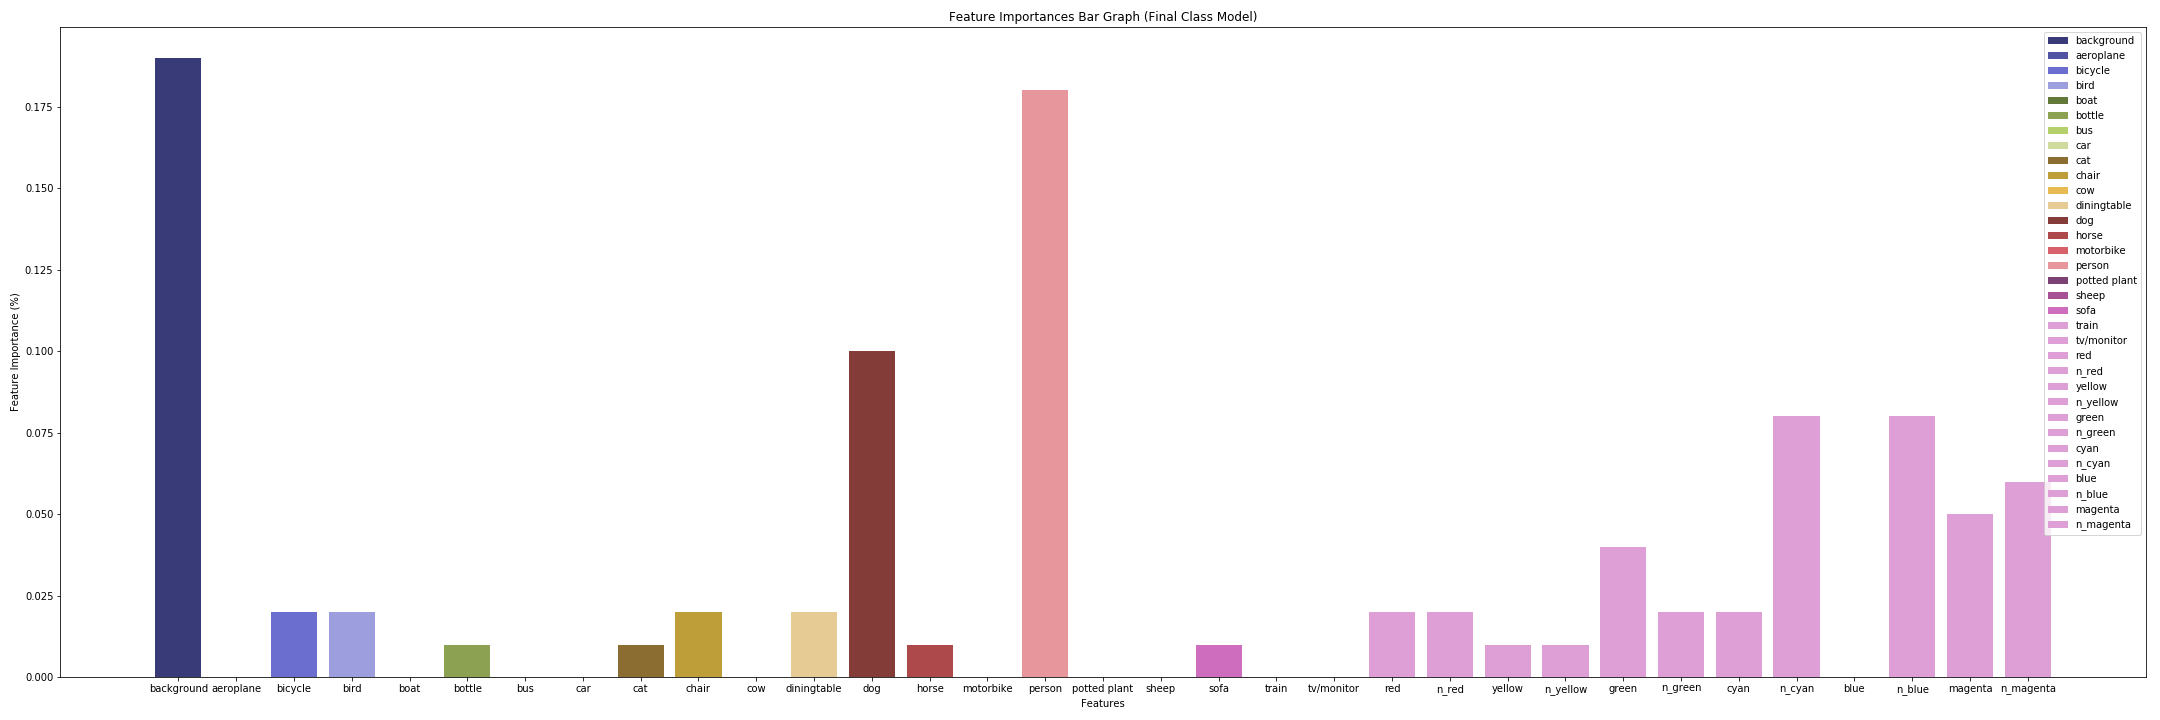 Feature Importances Bar Graph (Final Class Model)
Feature Importance (%)
0.175
0.150
0.125
0.100
0.075
0.050
0.025
0.000
background
aeroplane
bicycle
bird
boat
bottle
bus
car
cat
chair
cow
diningtable
dog
horse
motorbike
person
potted plant
sheep
sofa
train
tv/monitor
red
n_red
yellow
n_yellow
green
n_green
cyan
n_cyan
blue
n_blue
magenta
n_magenta
background aeroplane bicycle bird boat bottle bus car cat chair cow diningtable dog horse motorbike person potted plant sheep sofa train tv/monitor red n_red yellow n_yellow green n_green cyan n_cyan blue n_blue magenta n_magenta
Features